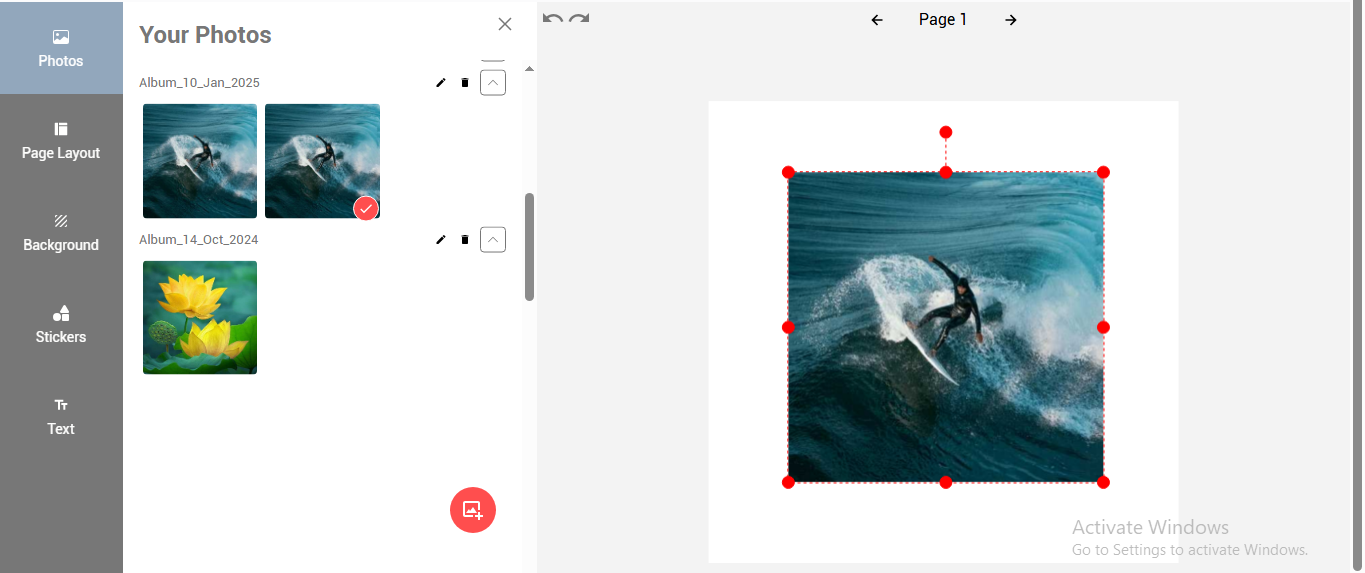 Photos
Page Layout
Background
Stickers
Text
Your Photos
Album_10_Jan_2025
Album_14_Oct_2024
Page 1
Activate Windows
Go to Settings to activate Windows.